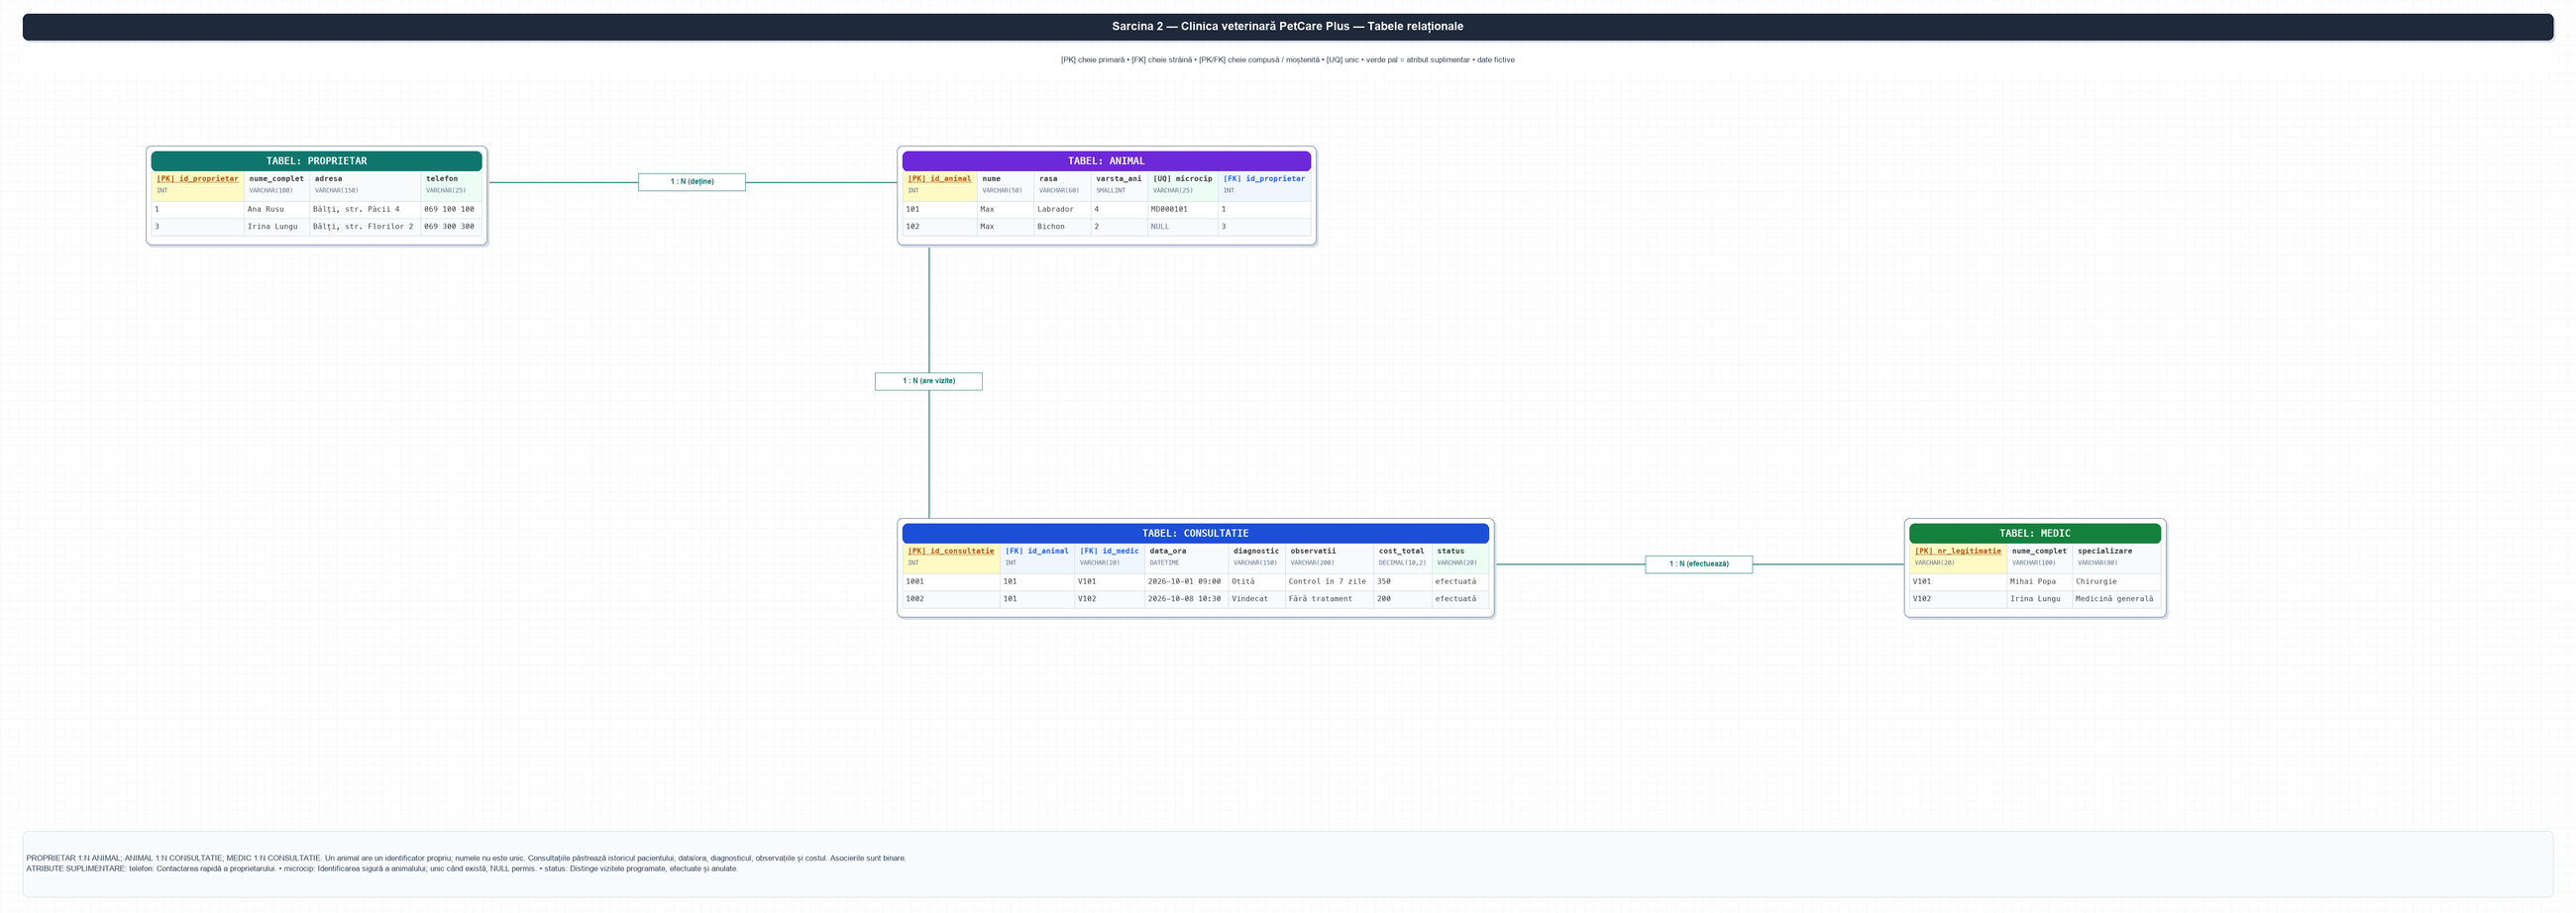 Sarcina 2 — Clinica veterinară PetCare Plus — Tabele relaționale
[PK] cheie primară • [FK] cheie străină • [PK/FK] cheie compusă / moștenită • [UQ] unic • verde pal = atribut suplimentar • date fictive
TABEL: PROPRIETAR
[PK] id_proprietar nume_complet adresa telefon
INT VARCHAR(100) VARCHAR(150) VARCHAR(25)
1 Ana Rusu Bălți, str. Păcii 4 069 100 100
3 Irina Lungu Bălți, str. Florilor 2 069 300 300
1 : N (deține)
TABEL: ANIMAL
[PK] id_animal nume rasa varsta_ani [UQ] microcip [FK] id_proprietar
INT VARCHAR(50) VARCHAR(60) SMALLINT VARCHAR(25) INT
101 Max Labrador 4 MD000101 1
102 Max Bichon 2 NULL 3
1 : N (are vizite)
TABEL: CONSULTATIE
[PK] id_consultatie [FK] id_animal [FK] id_medic data_ora diagnostic observatii cost_total status
INT INT VARCHAR(20) DATETIME VARCHAR(150) VARCHAR(200) DECIMAL(10,2) VARCHAR(20)
1001 101 V101 2026-10-01 09:00 Otită Control în 7 zile 350 efectuată
1002 101 V102 2026-10-08 10:30 Vindecat Fără tratament 200 efectuată
1 : N (efectuează)
TABEL: MEDIC
[PK] nr_legitimatie nume_complet specializare
VARCHAR(20) VARCHAR(100) VARCHAR(80)
V101 Mihai Popa Chirurgie
V102 Irina Lungu Medicină generală
PROPRIETAR 1:N ANIMAL; ANIMAL 1:N CONSULTATIE; MEDIC 1:N CONSULTATIE. Un animal are un identificator propriu; numele nu este unic. Consultațiile păstrează istoricul pacientului, data/ora, diagnosticul, observațiile și costul. Asocierile sunt binare.
ATRIBUTE SUPLIMENTARE: telefon: Contactarea rapidă a proprietarului. • microcip: Identificarea sigură a animalului; unic când există, NULL permis. • status: Distinge vizitele programate, efectuate și anulate.